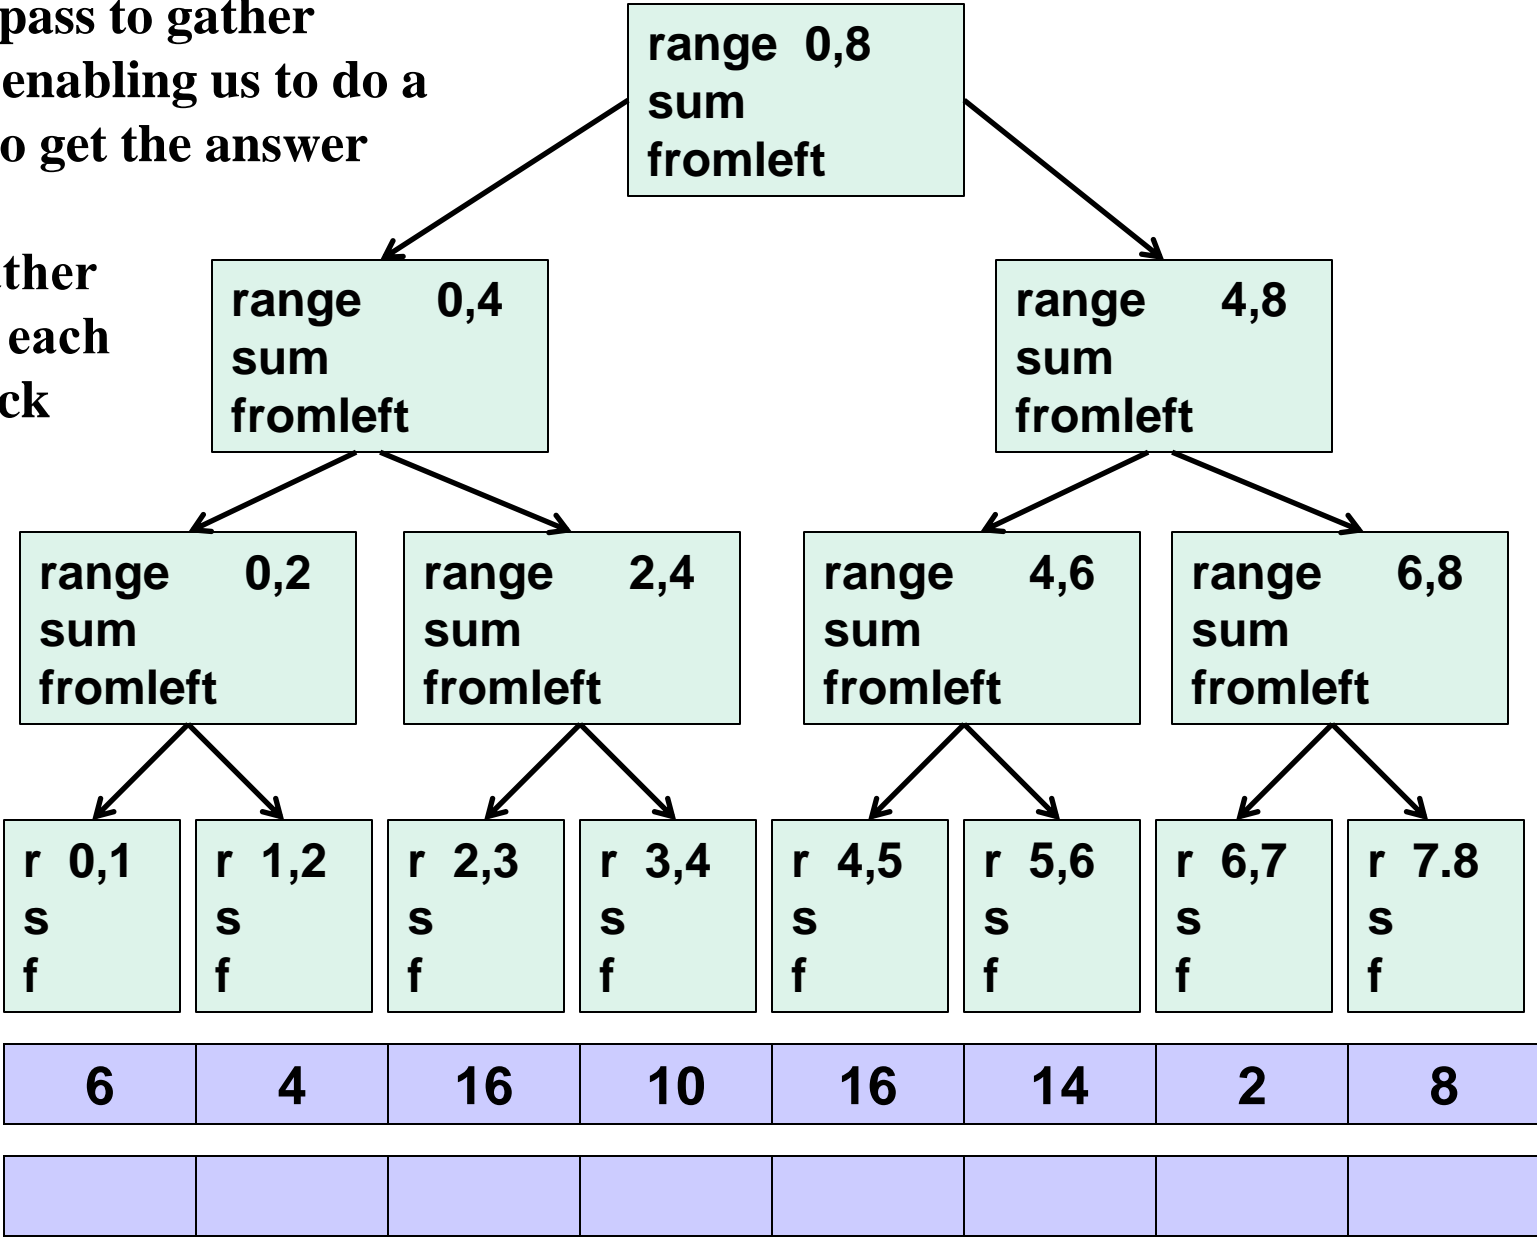 pass to gather
enabling us to do a
o get the answer
ather
each
ck
range 0,8
sum
fromleft
range 0,4
sum
fromleft
range 4,8
sum
fromleft
range 0,2
sum
fromleft
range 2,4
sum
fromleft
range 4,6
sum
fromleft
range 6,8
sum
fromleft
r 0,1
s
f
r 1,2
s
f
r 2,3
s
f
r 3,4
s
f
r 4,5
s
f
r 5,6
s
f
r 6,7
s
f
r 7.8
s
f
6 4 16 10 16 14 2 8